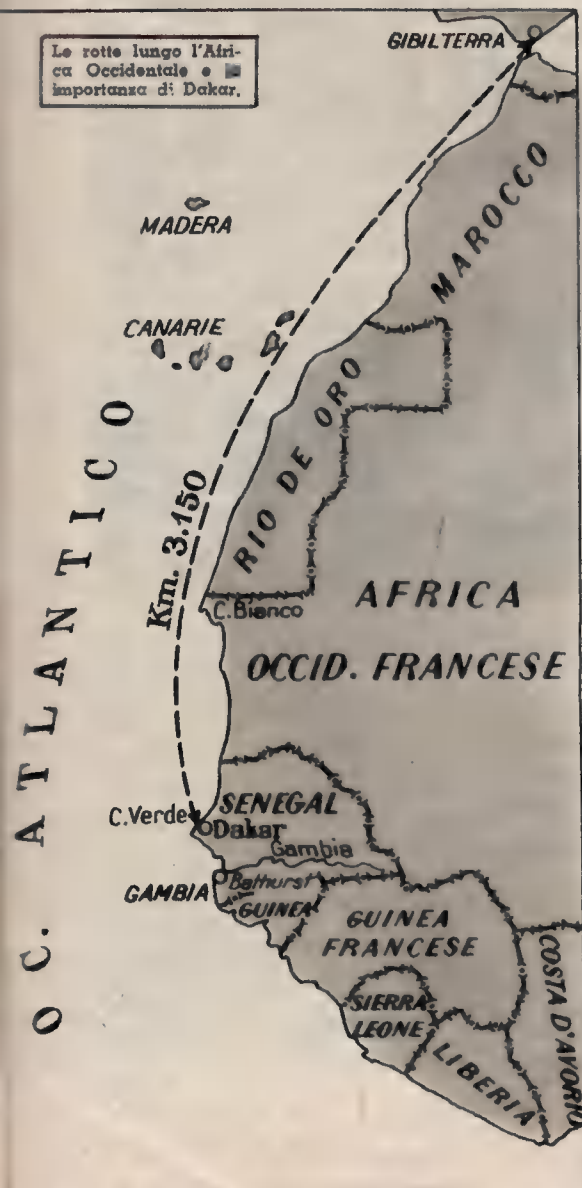 Le rotte lungo l'Afri-
ca Occidentale e
importanza di Dakar.
GIBILTERRA
MAROCCO
MADERA
CANARIE
RIO DE ORO
OC. ATLANTICO
Km. 3.150
C.Bianco
AFRICA
OCCID. FRANCESE
SENEGAL
C.Verde
Dakar
Gambia
GAMBIA
Bathurst
GUINEA
GUINEA
FRANCESE
SIERRA
LEONE
LIBERIA
COSTA D'AVORIO